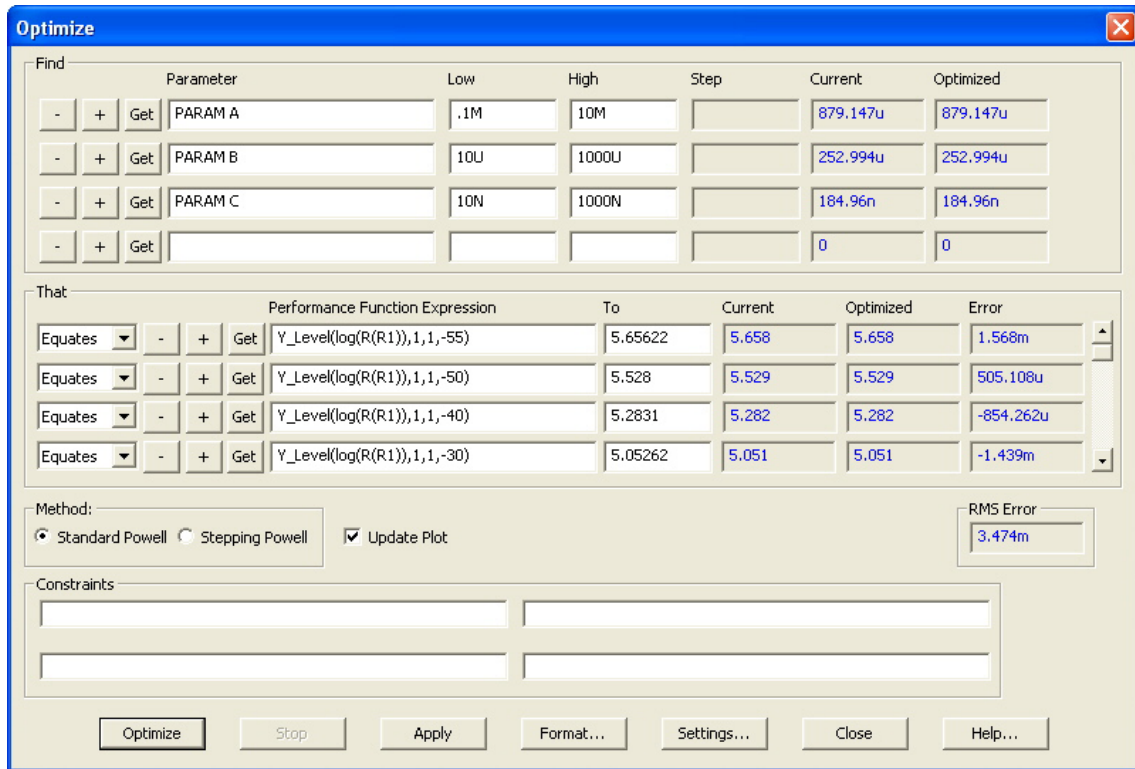 Optimize
Find
Parameter Low High Step Current Optimized
- + Get PARAM A .1M 10M 879.147u 879.147u
- + Get PARAM B 10U 1000U 252.994u 252.994u
- + Get PARAM C 10N 1000N 184.96n 184.96n
- + Get 0 0
That
Performance Function Expression To Current Optimized Error
Equates - + Get Y_Level(log(R(R1)),1,1,-55) 5.65622 5.658 5.658 1.568m
Equates - + Get Y_Level(log(R(R1)),1,1,-50) 5.528 5.529 5.529 505.108u
Equates - + Get Y_Level(log(R(R1)),1,1,-40) 5.2831 5.282 5.282 -854.262u
Equates - + Get Y_Level(log(R(R1)),1,1,-30) 5.05262 5.051 5.051 -1.439m
Method: RMS Error
Standard Powell Stepping Powell Update Plot 3.474m
Constraints
Optimize Stop Apply Format... Settings... Close Help...